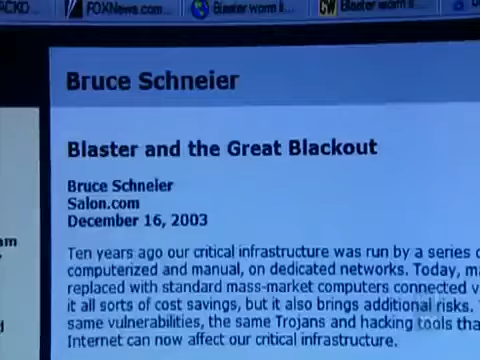 FOXNews.com...
Blaster worm li...
Blaster worm li...
Bruce Schneier
Blaster and the Great Blackout
Bruce Schneier
Salon.com
December 16, 2003
Ten years ago our critical infrastructure was run by a series
computerized and manual, on dedicated networks. Today,
replaced with standard mass-market computers connected
it all sorts of cost savings, but it also brings additional risks.
same vulnerabilities, the same Trojans and hacking tools
Internet can now affect our critical infrastructure.